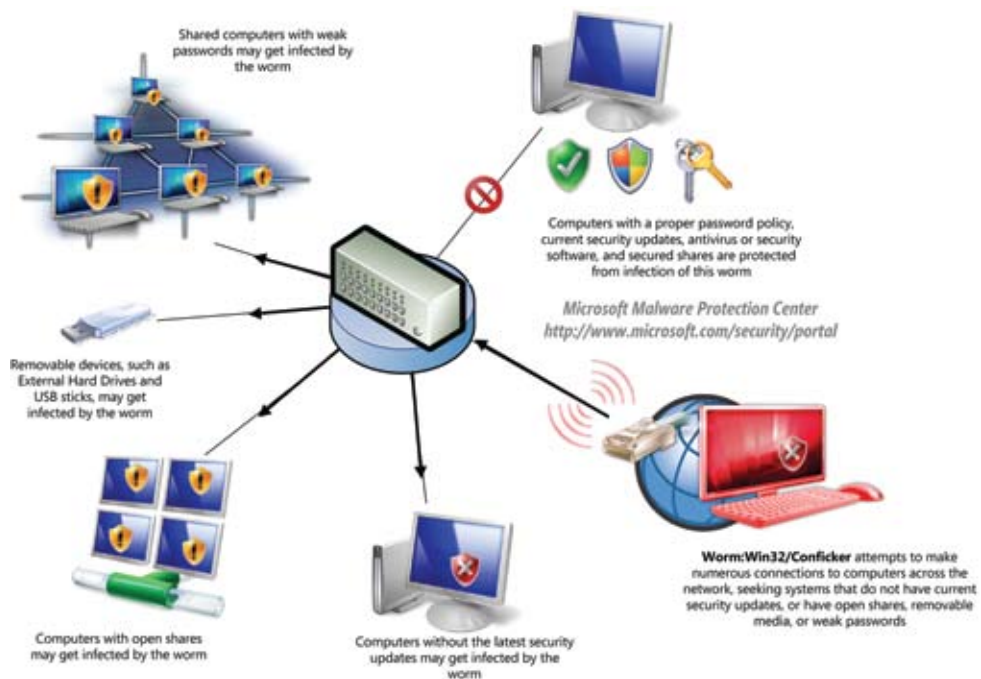 Shared computers with weak
passwords may get infected by
the worm
Computers with a proper password policy,
current security updates, antivirus or security
software, and secured shares are protected
from infection of this worm
Microsoft Malware Protection Center
http://www.microsoft.com/security/portal
Removable devices, such as
External Hard Drives and
USB sticks, may get
infected by the worm
Worm:Win32/Conficker attempts to make
numerous connections to computers across the
network, seeking systems that do not have current
security updates, or have open shares, removable
media, or weak passwords
Computers with open shares
may get infected by the worm
Computers without the latest security
updates may get infected by the
worm